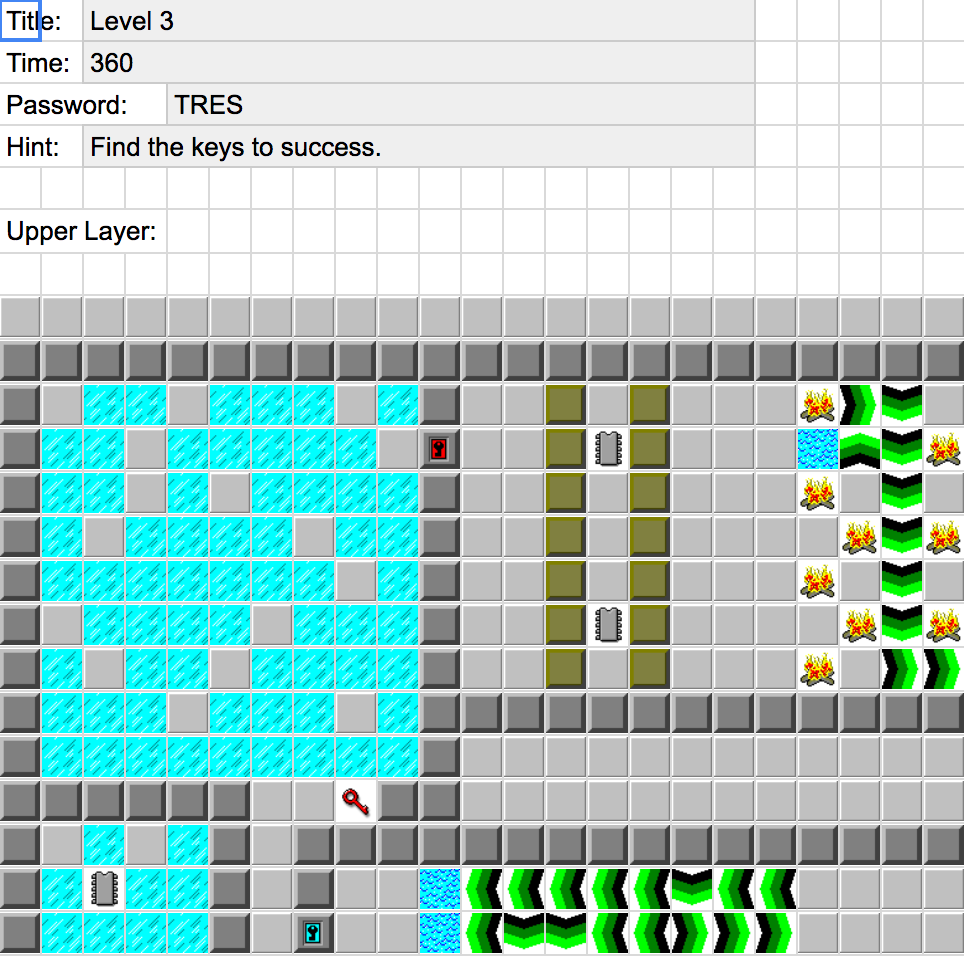 Title: Level 3
Time: 360
Password: TRES
Hint: Find the keys to success.
Upper Layer: